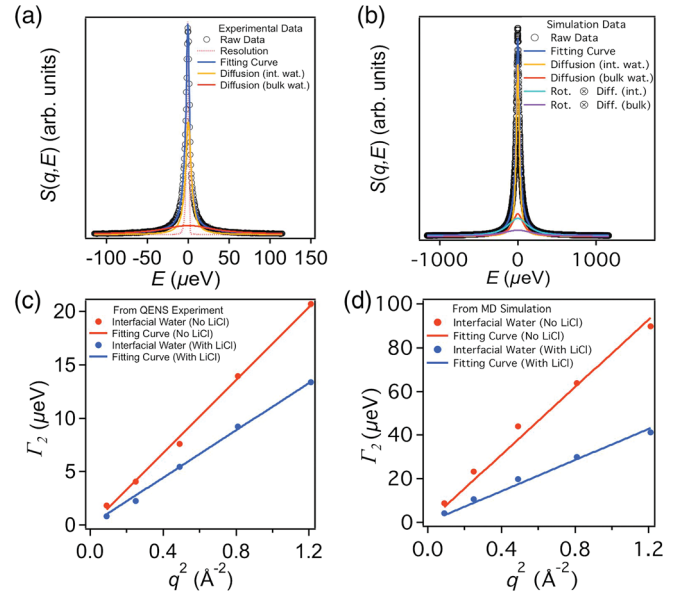 (a)
Experimental Data
Raw Data
Resolution
Fitting Curve
Diffusion (int. wat.)
Diffusion (bulk wat.)
S(q,E) (arb. units)
-100 -50 0 50 100 150
E (μeV)
(b)
Simulation Data
Raw Data
Fitting Curve
Diffusion (int. wat.)
Diffusion (bulk wat.)
Rot. ⊗ Diff. (int.)
Rot. ⊗ Diff. (bulk)
S(q,E) (arb. units)
-1000 0 1000
E (μeV)
(c)
From QENS Experiment
Interfacial Water (No LiCl)
Fitting Curve (No LiCl)
Interfacial Water (With LiCl)
Fitting Curve (With LiCl)
20
15
10
5
0
Γ2 (μeV)
0.0 0.4 0.8 1.2
q² (Å⁻²)
(d)
From MD Simulation
Interfacial Water (No LiCl)
Fitting Curve (No LiCl)
Interfacial Water (With LiCl)
Fitting Curve (With LiCl)
100
80
60
40
20
0
Γ2 (μeV)
0.0 0.4 0.8 1.2
q² (Å⁻²)